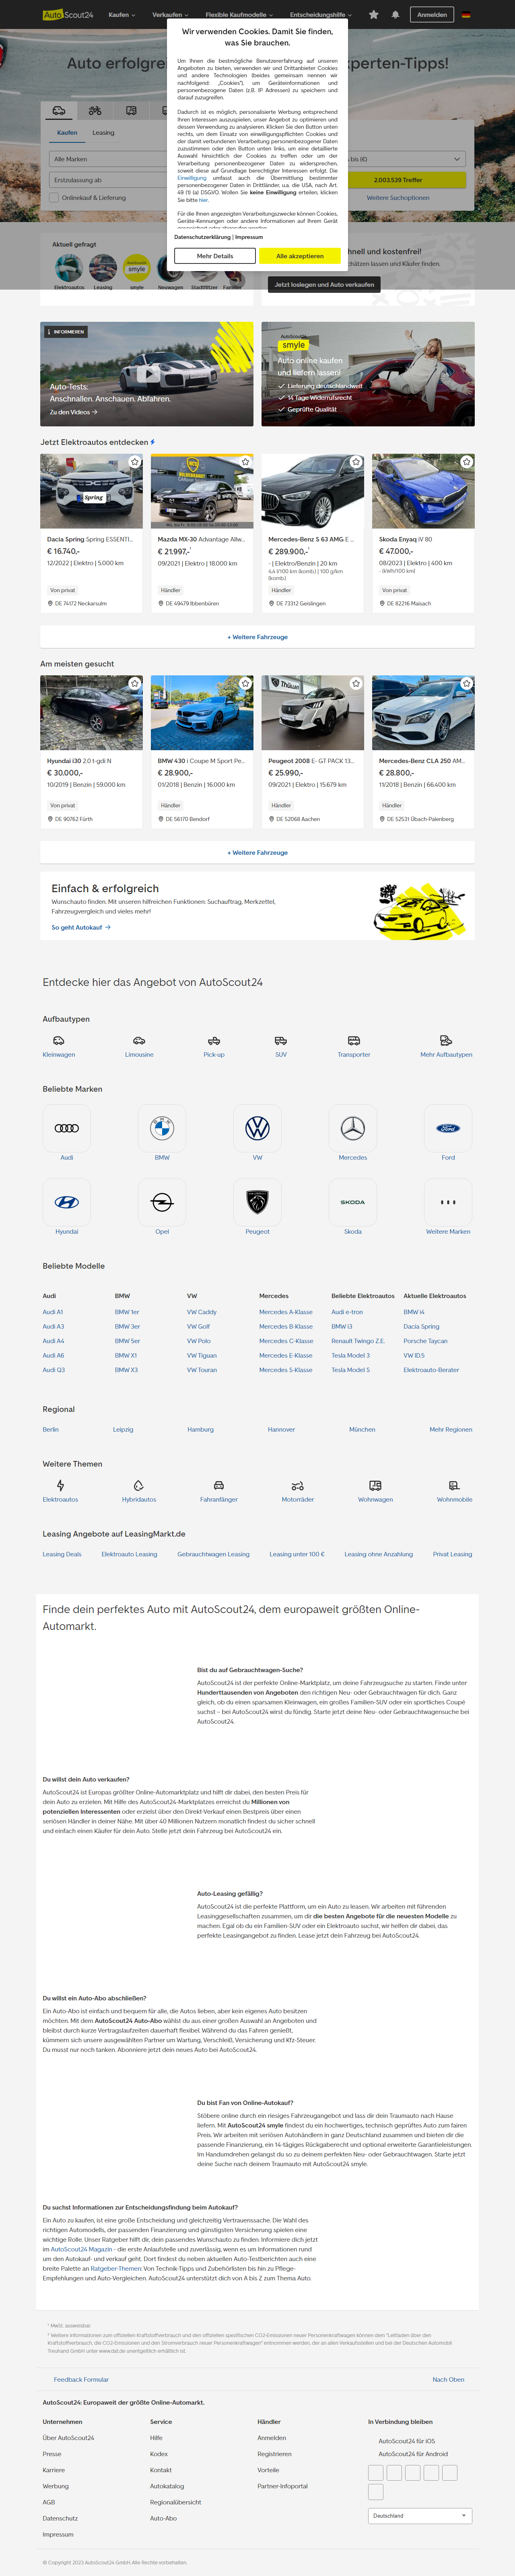 AutoScout24
Kaufen Verkaufen Flexible Kaufmodelle Entscheidungshilfe Anmelden
Auto erfolgre
xperten-Tipps!
Wir verwenden Cookies. Damit Sie finden,
was Sie brauchen.
Um Ihnen die bestmögliche Benutzererfahrung auf unseren
Angeboten zu bieten, verwenden wir und Drittanbieter Cookies
und andere Technologien (beides gemeinsam nennen wir
nachfolgend „Cookies"), um Geräteinformationen und
personenbezogene Daten (z.B. IP Adressen) zu speichern und
darauf zuzugreifen.
Dadurch ist es möglich, personalisierte Werbung entsprechend
Ihren Interessen auszuspielen, unser Angebot zu optimieren und
dessen Verwendung zu analysieren. Klicken Sie den Button unten
rechts, um dem Einsatz von einwilligungspflichtigen Cookies und
der damit verbundenen Verarbeitung personenbezogener Daten
zuzustimmen oder den Button unten links, um eine detaillierte
Auswahl hinsichtlich der Cookies zu treffen oder um der
Verarbeitung personenbezogener Daten zu widersprechen,
soweit diese auf Grundlage berechtigter Interessen erfolgt. Die
Einwilligung umfasst auch die Übermittlung bestimmter
personenbezogener Daten in Drittländer, u.a. die USA, nach Art.
49 (1) (a) DSGVO. Wollen Sie keine Einwilligung erteilen, klicken
Sie bitte hier.
Für die Ihnen angezeigten Verarbeitungszwecke können Cookies,
Geräte-Kennungen oder andere Informationen auf Ihrem Gerät
Datenschutzerklärung | Impressum
Mehr Details
Alle akzeptieren
Kaufen Leasing
Alle Marken
s bis (€)
Erstzulassung ab
2.003.539 Treffer
Onlinekauf & Lieferung
Weitere Suchoptionen
Aktuell gefragt
smyle
Elektroautos Leasing smyle Neuwagen Stadtflitzer Familie
hnell und kostenfrei!
chätzen lassen und Käufer finden.
Jetzt loslegen und Auto verkaufen
INFORMIEREN
Auto-Tests:
Anschnallen. Anschauen. Abfahren.
Zu den Videos
AutoScout24
smyle
Auto online kaufen
und liefern lassen!
Lieferung deutschlandweit
14 Tage Widerrufsrecht
Geprüfte Qualität
Jetzt Elektroautos entdecken
Spring
Dacia Spring Spring ESSENTI...
€ 16.740,-
12/2022 | Elektro | 5.000 km
Von privat
DE 74172 Neckarsulm
Mazda MX-30 Advantage Allw...
€ 21.997,-¹
09/2021 | Elektro | 18.000 km
Händler
DE 49479 Ibbenbüren
Mercedes-Benz S 63 AMG E ...
€ 289.900,-¹
- | Elektro/Benzin | 20 km
4,4 l/100 km (komb.) | 100 g/km
(komb.)
Händler
DE 73312 Geislingen
Skoda Enyaq iV 80
€ 47.000,-
08/2023 | Elektro | 400 km
- (kWh/100 km)
Von privat
DE 82216 Maisach
+ Weitere Fahrzeuge
Am meisten gesucht
Hyundai i30 2.0 t-gdi N
€ 30.000,-
10/2019 | Benzin | 59.000 km
Von privat
DE 90762 Fürth
BMW 430 i Coupe M Sport Pe...
€ 28.900,-
01/2018 | Benzin | 16.000 km
Händler
DE 56170 Bendorf
Peugeot 2008 E- GT PACK 13...
€ 25.990,-
09/2021 | Elektro | 15.679 km
Händler
DE 52068 Aachen
Mercedes-Benz CLA 250 AM...
€ 28.800,-
11/2018 | Benzin | 66.400 km
Händler
DE 52531 Übach-Palenberg
+ Weitere Fahrzeuge
Einfach & erfolgreich
Wunschauto finden. Mit unseren hilfreichen Funktionen: Suchauftrag, Merkzettel,
Fahrzeugvergleich und vieles mehr!
So geht Autokauf
Entdecke hier das Angebot von AutoScout24
Aufbautypen
Kleinwagen Limousine Pick-up SUV Transporter Mehr Aufbautypen
Beliebte Marken
Audi BMW VW Mercedes Ford
SKODA
Hyundai Opel Peugeot Skoda Weitere Marken
Beliebte Modelle
Audi BMW VW Mercedes Beliebte Elektroautos Aktuelle Elektroautos
Audi A1 BMW 1er VW Caddy Mercedes A-Klasse Audi e-tron BMW i4
Audi A3 BMW 3er VW Golf Mercedes B-Klasse BMW i3 Dacia Spring
Audi A4 BMW 5er VW Polo Mercedes C-Klasse Renault Twingo Z.E. Porsche Taycan
Audi A6 BMW X1 VW Tiguan Mercedes E-Klasse Tesla Model 3 VW ID.5
Audi Q3 BMW X3 VW Touran Mercedes S-Klasse Tesla Model S Elektroauto-Berater
Regional
Berlin Leipzig Hamburg Hannover München Mehr Regionen
Weitere Themen
Elektroautos Hybridautos Fahranfänger Motorräder Wohnwagen Wohnmobile
Leasing Angebote auf LeasingMarkt.de
Leasing Deals Elektroauto Leasing Gebrauchtwagen Leasing Leasing unter 100 € Leasing ohne Anzahlung Privat Leasing
Finde dein perfektes Auto mit AutoScout24, dem europaweit größten Online-
Automarkt.
Bist du auf Gebrauchtwagen-Suche?
AutoScout24 ist der perfekte Online-Marktplatz, um deine Fahrzeugsuche zu starten. Finde unter
Hunderttausenden von Angeboten den richtigen Neu- oder Gebrauchtwagen für dich. Ganz
gleich, ob du einen sparsamen Kleinwagen, ein großes Familien-SUV oder ein sportliches Coupé
suchst – bei AutoScout24 wirst du fündig. Starte jetzt deine Neu- oder Gebrauchtwagensuche bei
AutoScout24.
Du willst dein Auto verkaufen?
AutoScout24 ist Europas größter Online-Automarktplatz und hilft dir dabei, den besten Preis für
dein Auto zu erzielen. Mit Hilfe des AutoScout24-Marktplatzes erreichst du Millionen von
potenziellen Interessenten oder erzielst über den Direkt-Verkauf einen Bestpreis über einen
seriösen Händler in deiner Nähe. Mit über 40 Millionen Nutzern monatlich findest du sicher schnell
und einfach einen Käufer für dein Auto. Stelle jetzt dein Fahrzeug bei AutoScout24 ein.
Auto-Leasing gefällig?
AutoScout24 ist die perfekte Plattform, um ein Auto zu leasen. Wir arbeiten mit führenden
Leasinggesellschaften zusammen, um dir die besten Angebote für die neuesten Modelle zu
machen. Egal ob du ein Familien-SUV oder ein Elektroauto suchst, wir helfen dir dabei, das
perfekte Leasingangebot zu finden. Lease jetzt dein Fahrzeug bei AutoScout24.
Du willst ein Auto-Abo abschließen?
Ein Auto-Abo ist einfach und bequem für alle, die Autos lieben, aber kein eigenes Auto besitzen
möchten. Mit dem AutoScout24 Auto-Abo wählst du aus einer großen Auswahl an Angeboten und
bleibst durch kurze Vertragslaufzeiten dauerhaft flexibel. Während du das Fahren genießt,
kümmern sich unsere ausgewählten Partner um Wartung, Verschleiß, Versicherung und Kfz-Steuer.
Du musst nur noch tanken. Abonniere jetzt dein neues Auto bei AutoScout24.
Du bist Fan von Online-Autokauf?
Stöbere online durch ein riesiges Fahrzeugangebot und lass dir dein Traumauto nach Hause
liefern. Mit AutoScout24 smyle findest du ein hochwertiges, technisch geprüftes Auto zum fairen
Preis. Wir arbeiten mit seriösen Autohändlern in ganz Deutschland zusammen und bieten dir die
passende Finanzierung, ein 14-tägiges Rückgaberecht und optional erweiterte Garantieleistungen.
Im Handumdrehen gelangst du so zu deinem perfekten Neu- oder Gebrauchtwagen. Starte jetzt
deine Suche nach deinem Traumauto mit AutoScout24 smyle.
Du suchst Informationen zur Entscheidungsfindung beim Autokauf?
Ein Auto zu kaufen, ist eine große Entscheidung und gleichzeitig Vertrauenssache. Die Wahl des
richtigen Automodells, der passenden Finanzierung und günstigsten Versicherung spielen eine
wichtige Rolle. Unser Ratgeber hilft dir, dein passendes Wunschauto zu finden. Informiere dich jetzt
im AutoScout24 Magazin - die erste Anlaufstelle und zuverlässig, wenn es um Informationen rund
um den Autokauf- und verkauf geht. Dort findest du neben aktuellen Auto-Testberichten auch eine
breite Palette an Ratgeber-Themen: Von Technik-Tipps und Zubehörlisten bis hin zu Pflege-
Empfehlungen und Auto-Vergleichen. AutoScout24 unterstützt dich von A bis Z zum Thema Auto.
¹ MwSt. ausweisbar.
² Weitere Informationen zum offiziellen Kraftstoffverbrauch und den offiziellen spezifischen CO2-Emissionen neuer Personenkraftwagen können dem "Leitfaden über den
Kraftstoffverbrauch, die CO2-Emissionen und den Stromverbrauch neuer Personenkraftwagen" entnommen werden, der an allen Verkaufsstellen und bei der Deutschen Automobil
Treuhand GmbH unter www.dat.de unentgeltlich erhältlich ist.
Feedback Formular
Nach Oben
AutoScout24: Europaweit der größte Online-Automarkt.
Unternehmen Service Händler In Verbindung bleiben
Über AutoScout24 Hilfe Anmelden AutoScout24 für iOS
Presse Kodex Registrieren AutoScout24 für Android
Karriere Kontakt Vorteile
Werbung Autokatalog Partner-Infoportal
AGB Regionalübersicht
Datenschutz Auto-Abo
Impressum
Deutschland
© Copyright 2023 AutoScout24 GmbH. Alle Rechte vorbehalten.